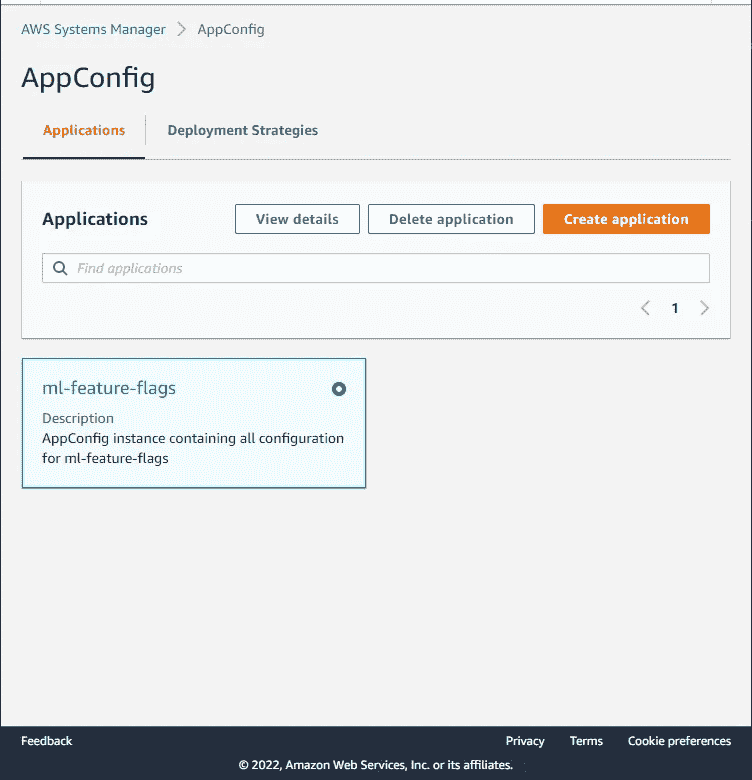 AWS Systems Manager > AppConfig
AppConfig
Applications
Deployment Strategies
Applications
View details
Delete application
Create application
Find applications
1
ml-feature-flags
Description
AppConfig instance containing all configuration
for ml-feature-flags
Feedback
Privacy
Terms
Cookie preferences
© 2022, Amazon Web Services, Inc. or its affiliates.